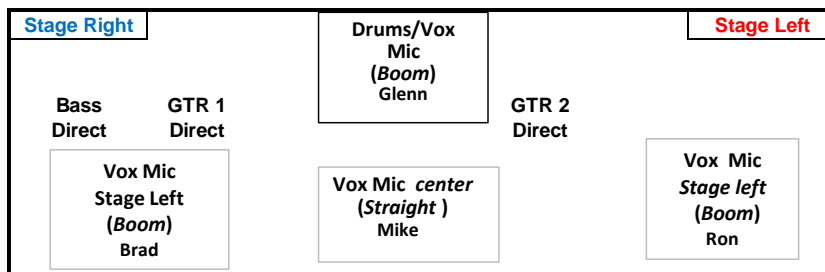 Stage Right
Drums/Vox
Mic
(Boom)
Glenn
Stage Left
Bass
Direct
GTR 1
Direct
GTR 2
Direct
Vox Mic
Stage Left
(Boom)
Brad
Vox Mic center
(Straight )
Mike
Vox Mic
Stage left
(Boom)
Ron